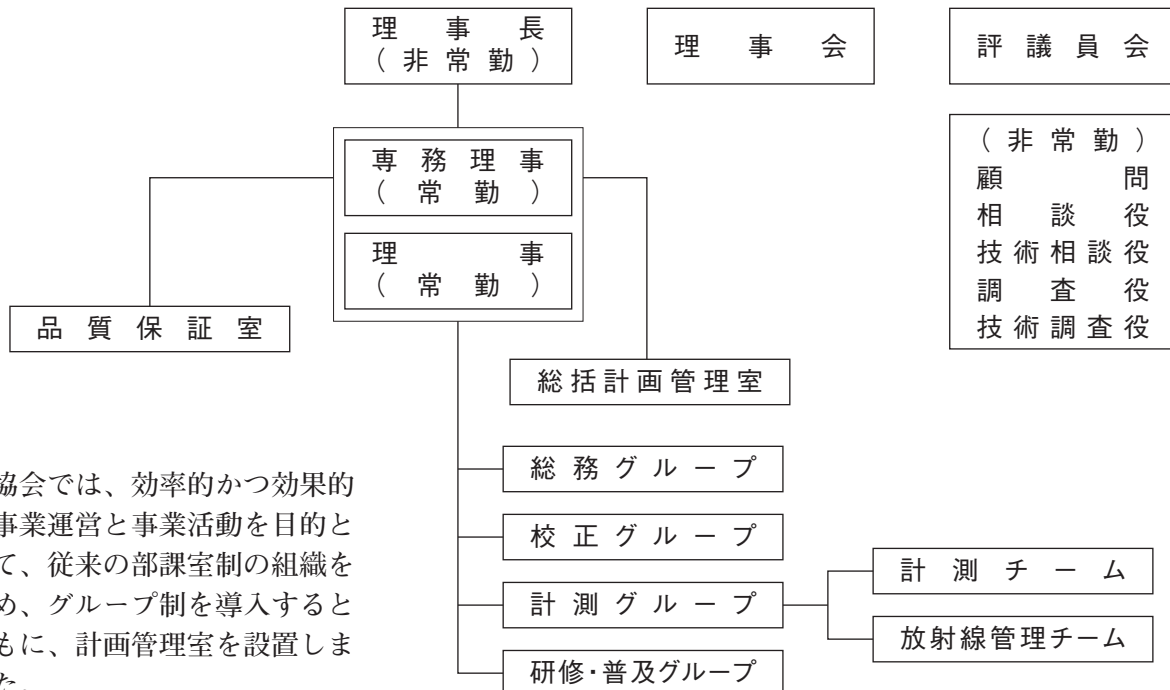 理事長
(非常勤)
理事会
評議員会
専務理事
(常勤)
理事
(常勤)
(非常勤)
顧問
相談役
技術相談役
調査役
技術調査役
品質保証室
総括計画管理室
総務グループ
校正グループ
計測グループ
研修・普及グループ
計測チーム
放射線管理チーム
協会では、効率的かつ効果的
事業運営と事業活動を目的と
て、従来の部課室制の組織を
め、グループ制を導入すると
もに、計画管理室を設置しま
た。